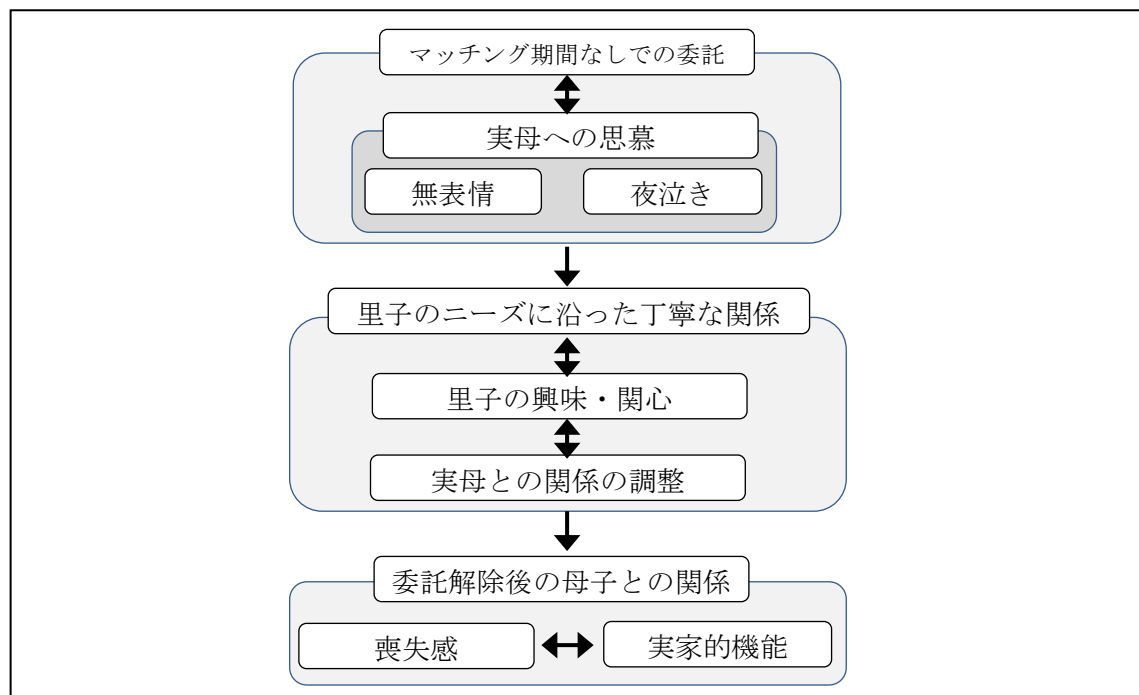 マッチング期間なしでの委託
実母への思慕
無表情
夜泣き
里子のニーズに沿った丁寧な関係
里子の興味・関心
実母との関係の調整
委託解除後の母子との関係
喪失感
実家的機能